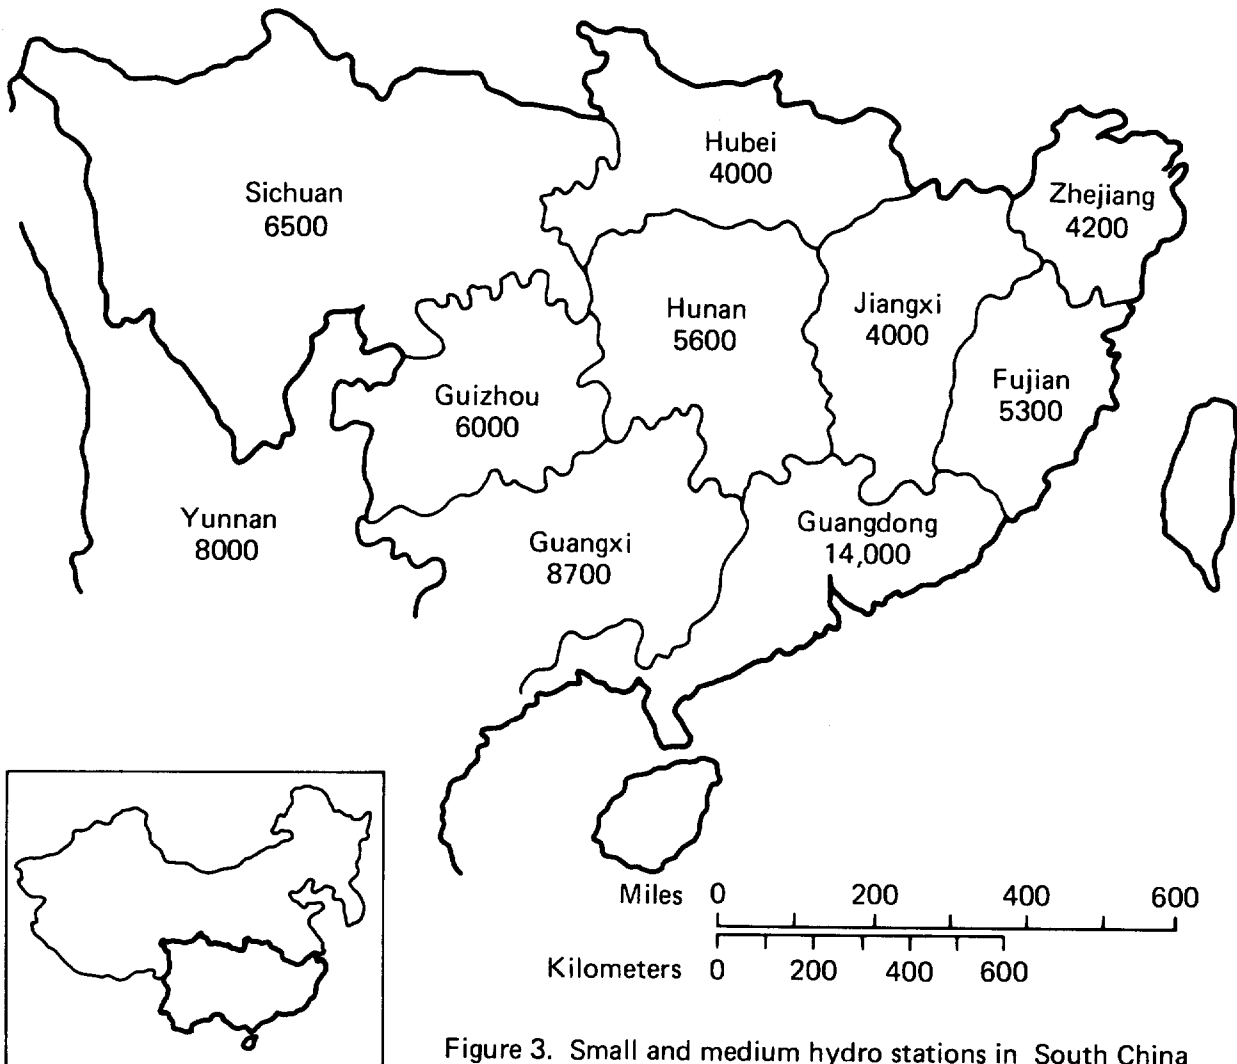 Hubei
4000
Sichuan
6500
Zhejiang
4200
Hunan
5600
Jiangxi
4000
Guizhou
6000
Fujian
5300
Yunnan
8000
Guangxi
8700
Guangdong
14,000
Miles 0 200 400 600
Kilometers 0 200 400 600
Figure 3. Small and medium hydro stations in South China